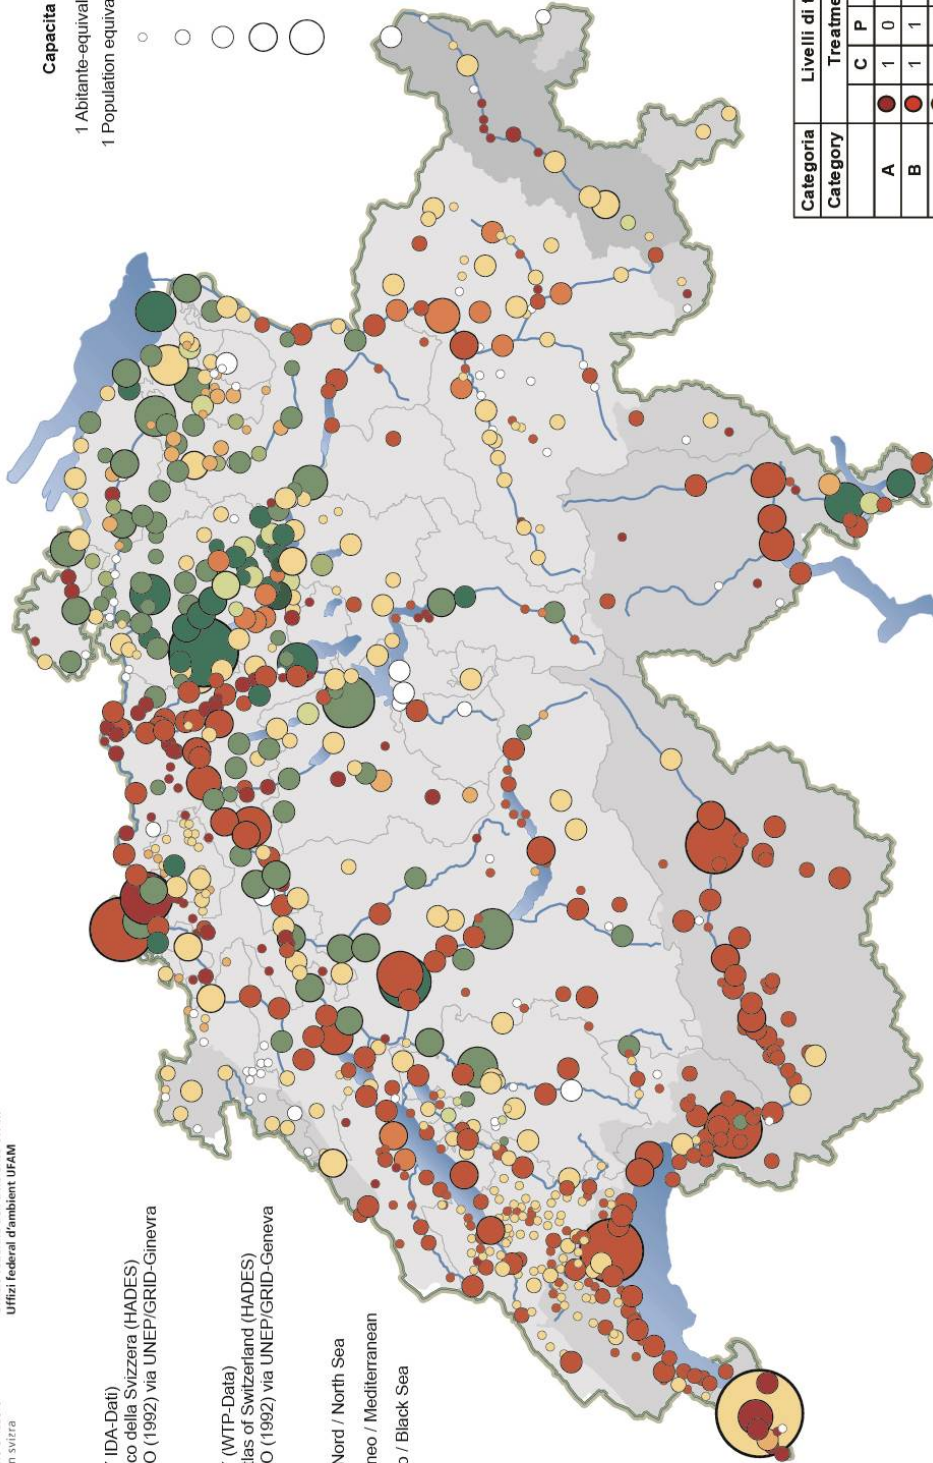 Uffizi federal d'ambient UFAM
n svizra
IDA-Dati)
co della Svizzera (HADES)
O (1992) via UNEP/GRID-Ginevra
(WTP-Data)
tlas of Switzerland (HADES)
O (1992) via UNEP/GRID-Geneva
Nord / North Sea
neo / Mediterranean
o / Black Sea
Capacita
1 Abitante-equival
1 Population equiva
Categoria Livelli di t
Category Treatme
C P
A 1 0
B 1 1